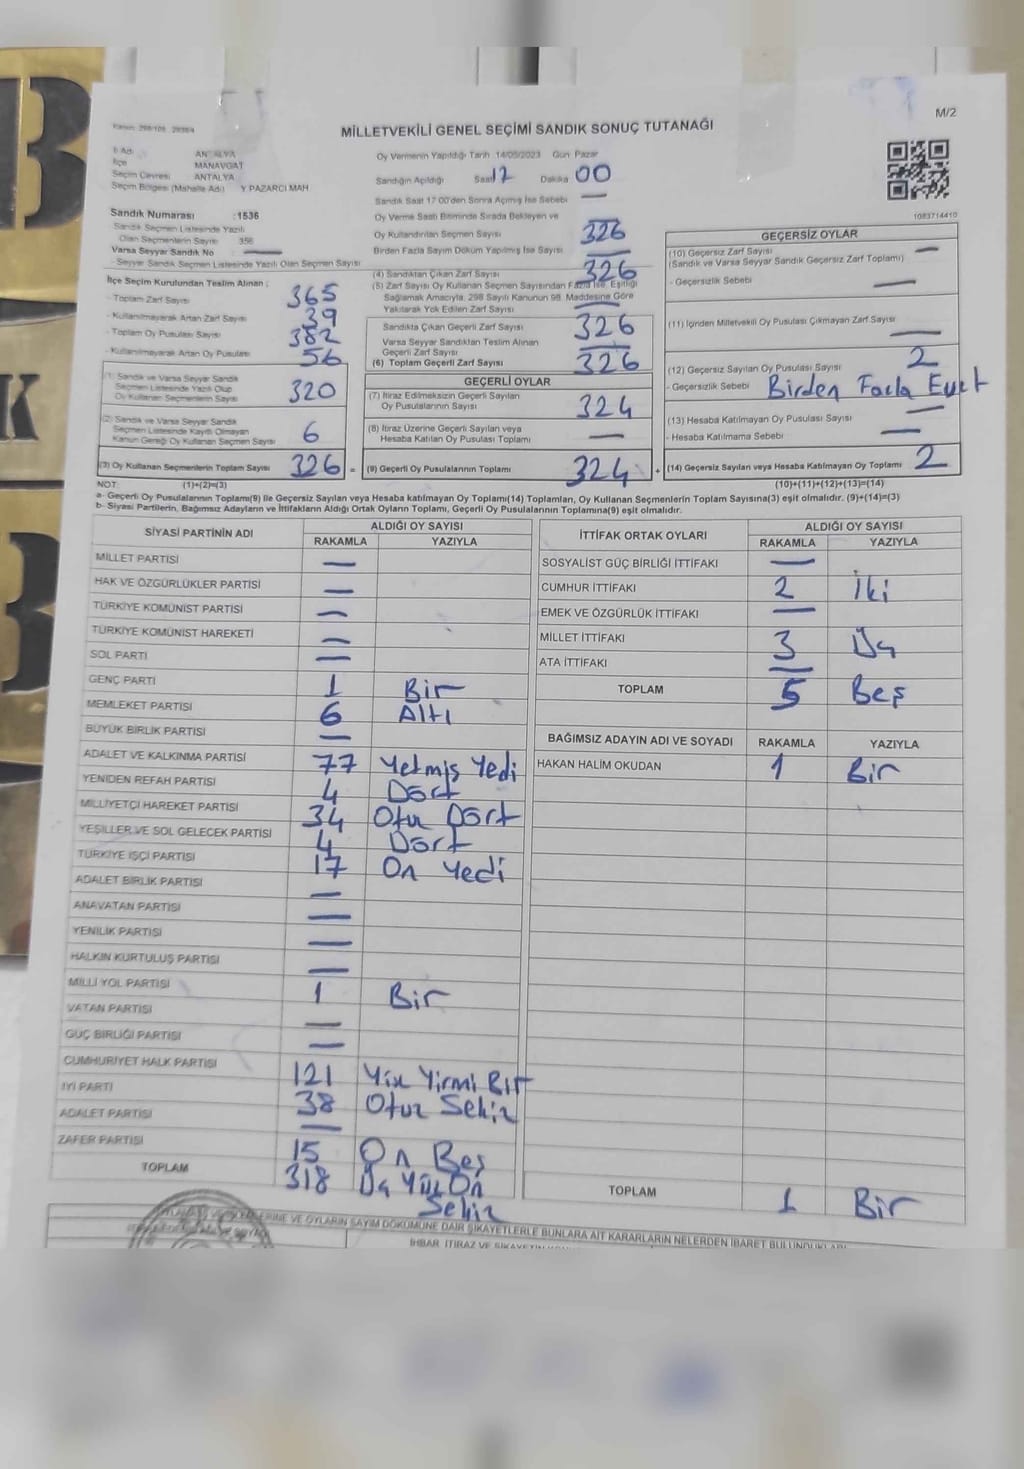 M/2
MİLLETVEKİLİ GENEL SEÇİMİ SANDIK SONUÇ TUTANAĞI
İl Adı ANTALYA
İlçe MANAVGAT
Seçim Çevresi ANTALYA
Seçim Bölgesi (Mahalle Adı) Y PAZARCI MAH
Sandık Numarası :1536
Sandık Seçmen Listesinde Yazılı
Olan Seçmenlerin Sayısı 356
Varsa Seyyar Sandık No —
- Seyyar Sandık Seçmen Listesinde Yazılı Olan Seçmen Sayısı
İlçe Seçim Kurulundan Teslim Alınan :
- Toplam Zarf Sayısı 365
- Kullanılmayarak Artan Zarf Sayısı 39
- Toplam Oy Pusulası Sayısı 382
- Kullanılmayarak Artan Oy Pusulası 56
(1) Sandık ve Varsa Seyyar Sandık
Seçmen Listesinde Yazılı Olup
Oy Kullanan Seçmenlerin Sayısı 320
(2) Sandık ve Varsa Seyyar Sandık
Seçmen Listesinde Kayıtlı Olmayan
Kanun Gereği Oy Kullanan Seçmen Sayısı 6
(3) Oy Kullanan Seçmenlerin Toplam Sayısı 326 =
Oy Vermenin Yapıldığı Tarih 14/05/2023 Gün Pazar
Sandığın Açıldığı Saat 17 Dakika 00
Sandık Saat 17 00'den Sonra Açılmış İse Sebebi —
Oy Verme Saati Bitiminde Sırada Bekleyen ve
Oy Kullandırılan Seçmen Sayısı 326
Birden Fazla Sayım Döküm Yapılmış İse Sayısı —
(4) Sandıktan Çıkan Zarf Sayısı 326
(5) Zarf Sayısı Oy Kullanan Seçmen Sayısından Fazla İse, Eşitliği
Sağlamak Amacıyla, 298 Sayılı Kanunun 98. Maddesine Göre
Yakılarak Yok Edilen Zarf Sayısı —
Sandıkta Çıkan Geçerli Zarf Sayısı 326
Varsa Seyyar Sandıktan Teslim Alınan
Geçerli Zarf Sayısı —
(6) Toplam Geçerli Zarf Sayısı 326
GEÇERLİ OYLAR
(7) İtiraz Edilmeksizin Geçerli Sayılan
Oy Pusulalarının Sayısı 324
(8) İtiraz Üzerine Geçerli Sayılan veya
Hesaba Katılan Oy Pusulası Toplamı —
(9) Geçerli Oy Pusulalarının Toplamı 324 +
1083714410
GEÇERSİZ OYLAR
(10) Geçersiz Zarf Sayısı —
(Sandık ve Varsa Seyyar Sandık Geçersiz Zarf Toplamı)
- Geçersizlik Sebebi —
(11) İçinden Milletvekili Oy Pusulası Çıkmayan Zarf Sayısı —
(12) Geçersiz Sayılan Oy Pusulası Sayısı 2
- Geçersizlik Sebebi Birden Fazla Evet
(13) Hesaba Katılmayan Oy Pusulası Sayısı —
- Hesaba Katılmama Sebebi —
(14) Geçersiz Sayılan veya Hesaba Katılmayan Oy Toplamı 2
NOT: (1)+(2)=(3) (10)+(11)+(12)+(13)=(14)
a- Geçerli Oy Pusulalarının Toplamı(9) ile Geçersiz Sayılan veya Hesaba katılmayan Oy Toplamı(14) Toplamları, Oy Kullanan Seçmenlerin Toplam Sayısına(3) eşit olmalıdır. (9)+(14)=(3)
b- Siyasi Partilerin, Bağımsız Adayların ve İttifakların Aldığı Ortak Oyların Toplamı, Geçerli Oy Pusulalarının Toplamına(9) eşit olmalıdır.
SİYASİ PARTİNİN ADI ALDIĞI OY SAYISI
RAKAMLA YAZIYLA
MİLLET PARTİSİ —
HAK VE ÖZGÜRLÜKLER PARTİSİ —
TÜRKİYE KOMÜNİST PARTİSİ —
TÜRKİYE KOMÜNİST HAREKETİ —
SOL PARTİ —
GENÇ PARTİ 1 Bir
MEMLEKET PARTİSİ 6 Altı
BÜYÜK BİRLİK PARTİSİ —
ADALET VE KALKINMA PARTİSİ 77 Yetmiş Yedi
YENİDEN REFAH PARTİSİ 4 Dört
MİLLİYETÇİ HAREKET PARTİSİ 34 Otuz Dört
YEŞİLLER VE SOL GELECEK PARTİSİ 4 Dört
TÜRKİYE İŞÇİ PARTİSİ 17 On Yedi
ADALET BİRLİK PARTİSİ —
ANAVATAN PARTİSİ —
YENİLİK PARTİSİ —
HALKIN KURTULUŞ PARTİSİ —
MİLLİ YOL PARTİSİ 1 Bir
VATAN PARTİSİ —
GÜÇ BİRLİĞİ PARTİSİ —
CUMHURİYET HALK PARTİSİ 121 Yüz Yirmi Bir
İYİ PARTİ 38 Otuz Sekiz
ADALET PARTİSİ —
ZAFER PARTİSİ 15 On Beş
TOPLAM 318 Üç Yüz On
Sekiz
İTTİFAK ORTAK OYLARI ALDIĞI OY SAYISI
RAKAMLA YAZIYLA
SOSYALİST GÜÇ BİRLİĞİ İTTİFAKI —
CUMHUR İTTİFAKI 2 İki
EMEK VE ÖZGÜRLÜK İTTİFAKI —
MİLLET İTTİFAKI 3 Üç
ATA İTTİFAKI —
TOPLAM 5 Beş
BAĞIMSIZ ADAYIN ADI VE SOYADI RAKAMLA YAZIYLA
HAKAN HALİM OKUDAN 1 Bir
TOPLAM 1 Bir
VE OYLARIN SAYIM DÖKÜMÜNE DAİR ŞİKAYETLERLE BUNLARA AİT KARARLARIN NELERDEN İBARET BULUNDUKLARI
İHBAR İTİRAZ VE